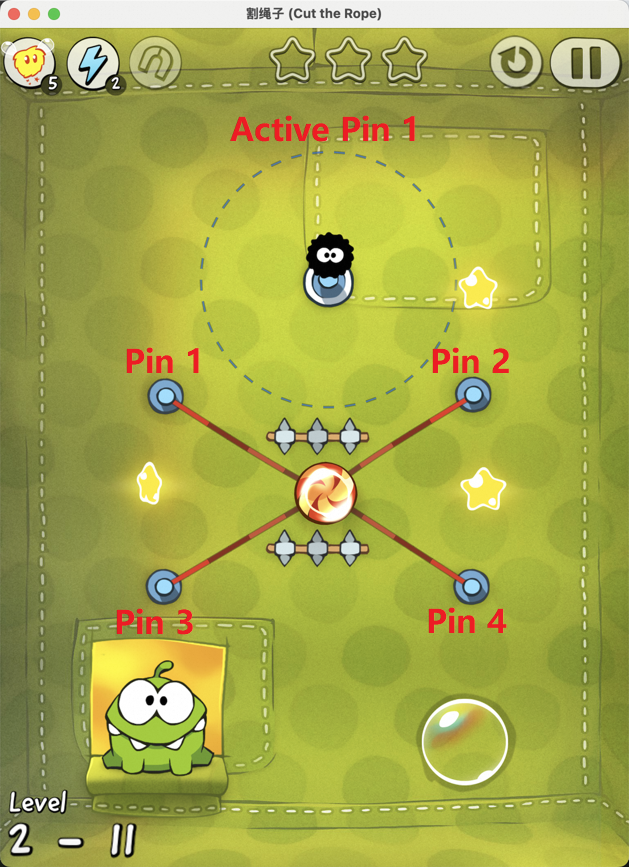 割绳子 (Cut the Rope)
5
2
Active Pin 1
Pin 1
Pin 2
Pin 3
Pin 4
Level
2 - 11